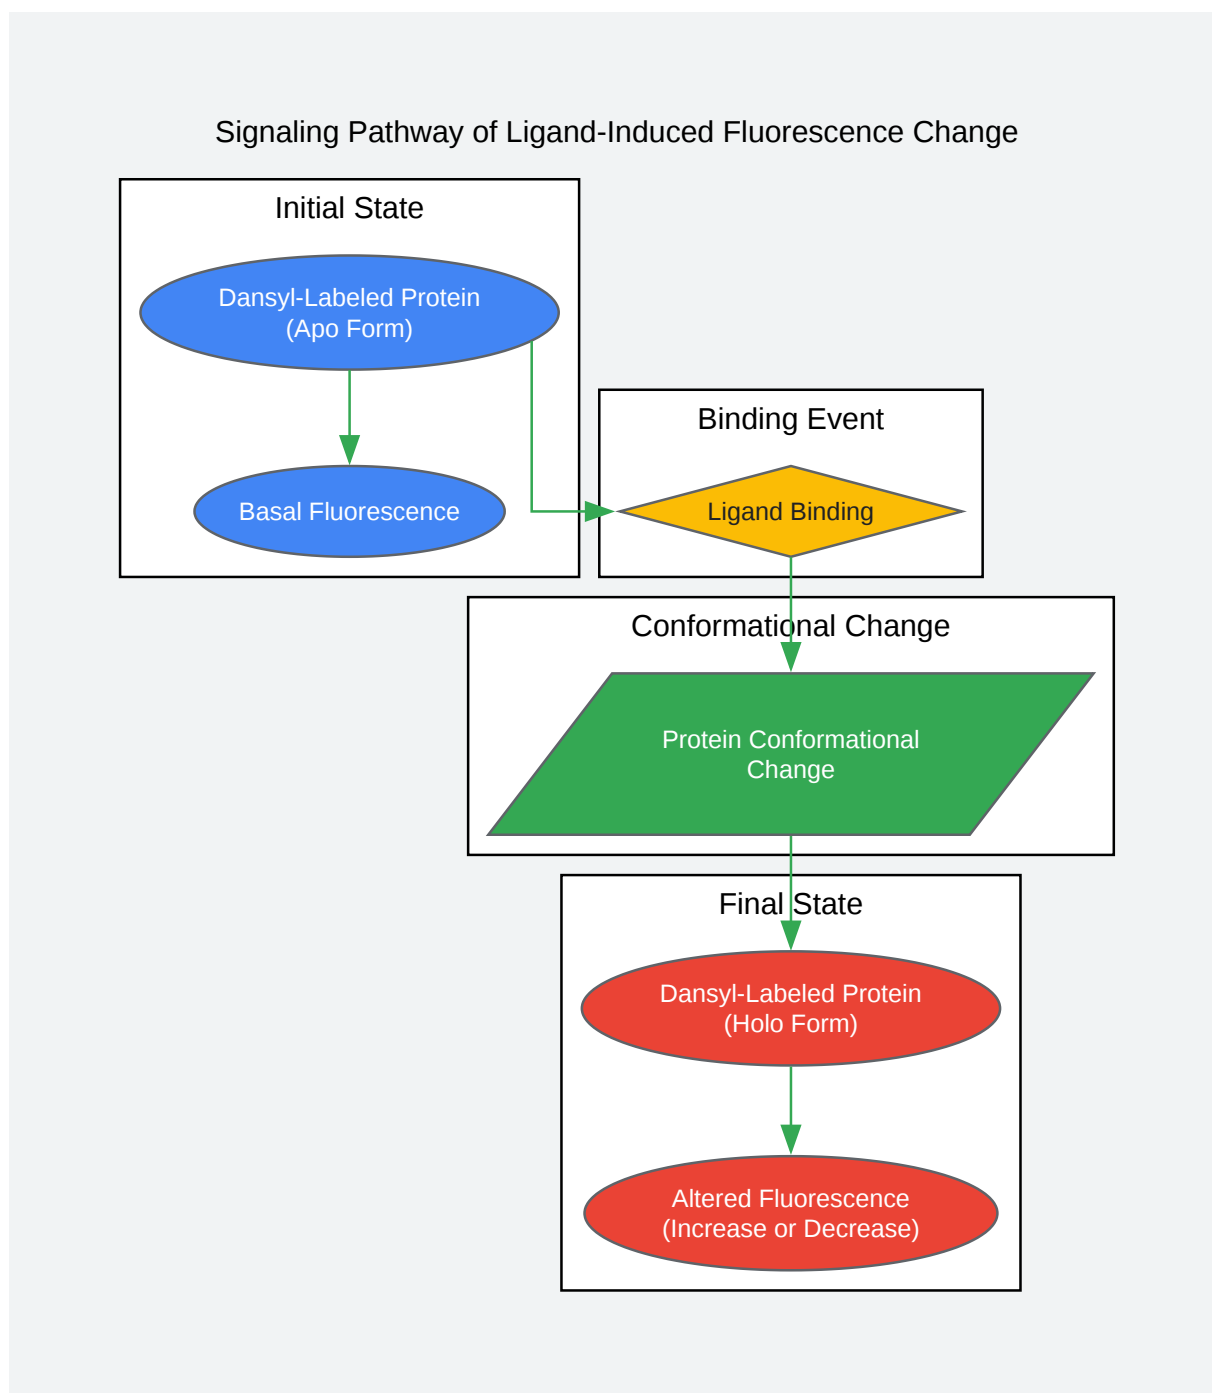 Signaling Pathway of Ligand-Induced Fluorescence Change
Initial State
Dansyl-Labeled Protein
(Apo Form)
Basal Fluorescence
Binding Event
Ligand Binding
Conformational Change
Protein Conformational
Change
Final State
Dansyl-Labeled Protein
(Holo Form)
Altered Fluorescence
(Increase or Decrease)